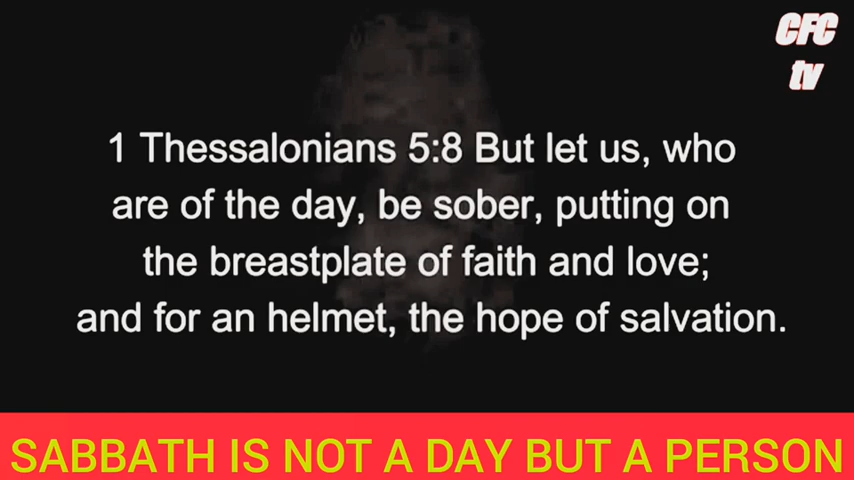 CFC
tv
1 Thessalonians 5:8 But let us, who
are of the day, be sober, putting on
the breastplate of faith and love;
and for an helmet, the hope of salvation.
SABBATH IS NOT A DAY BUT A PERSON